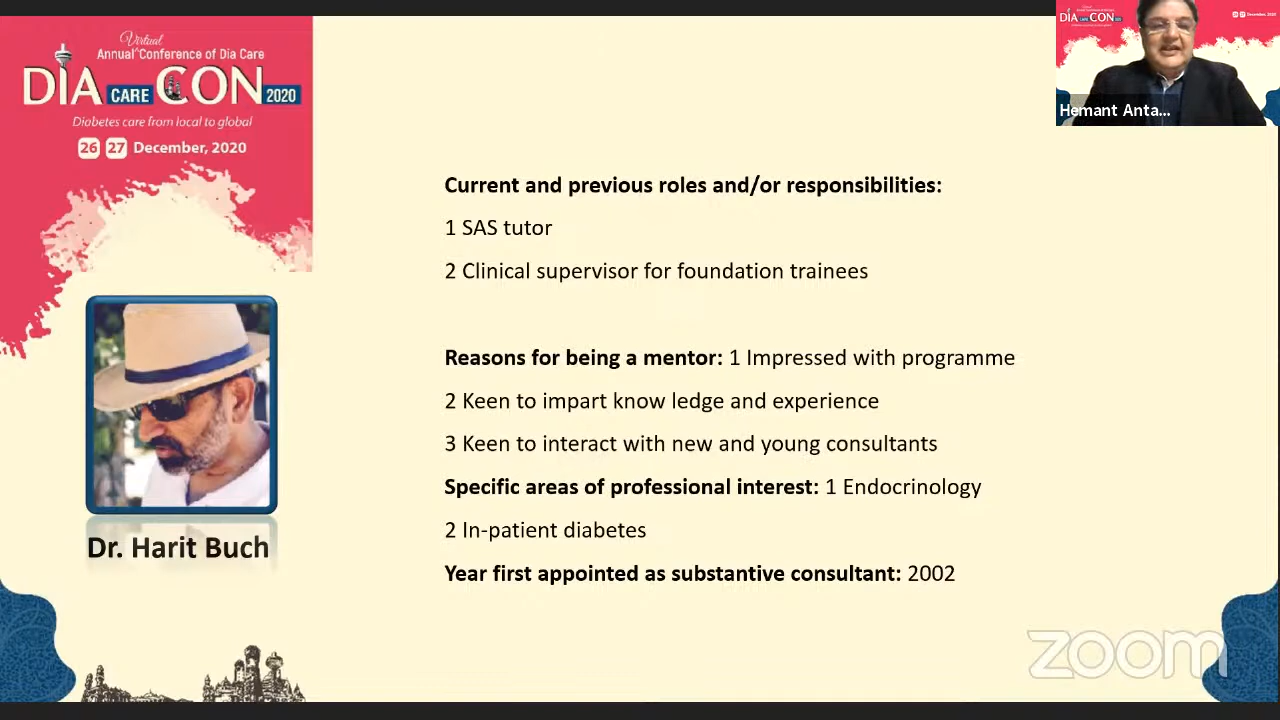 Virtual
Annual Conference of Dia Care
DIA CARE CON 2020
Diabetes care from local to global
26 27 December, 2020
Hemant Anta...
Current and previous roles and/or responsibilities:
1 SAS tutor
2 Clinical supervisor for foundation trainees
Reasons for being a mentor: 1 Impressed with programme
2 Keen to impart know ledge and experience
3 Keen to interact with new and young consultants
Specific areas of professional interest: 1 Endocrinology
2 In-patient diabetes
Year first appointed as substantive consultant: 2002
Dr. Harit Buch
zoom